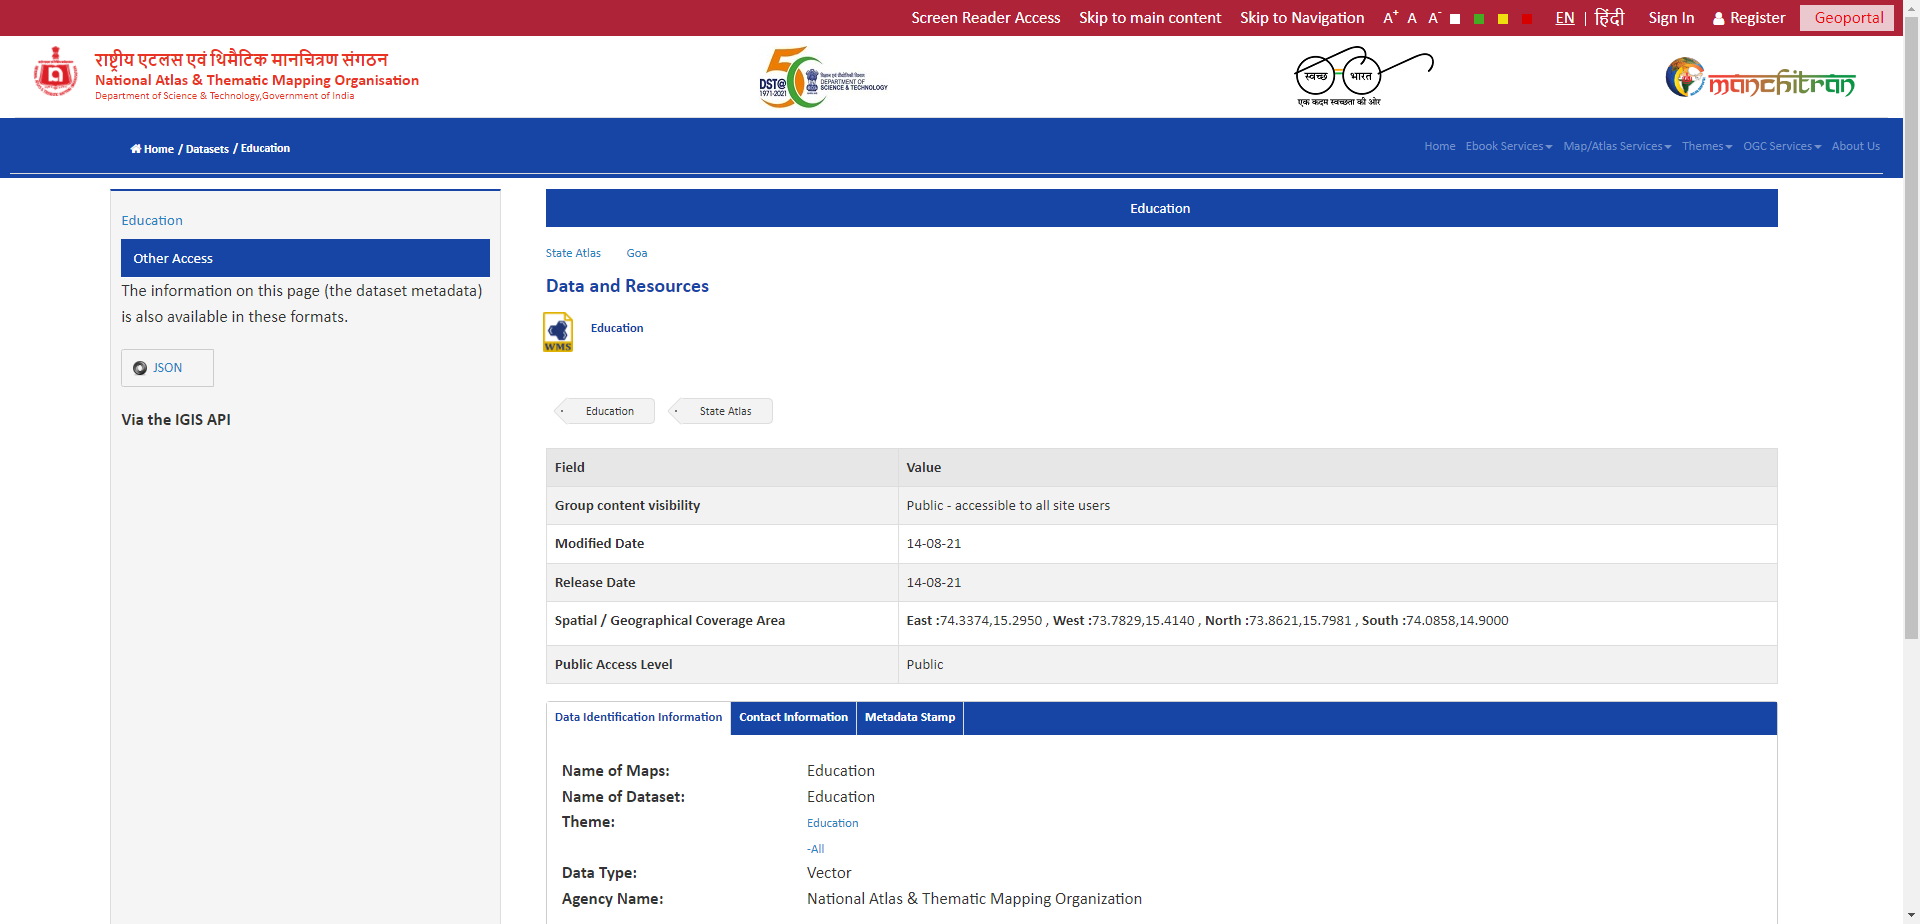 Screen Reader Access Skip to main content Skip to Navigation A+ A A- EN | हिंदी Sign In Register Geoportal
राष्ट्रीय एटलस एवं थिमैटिक मानचित्रण संगठन
National Atlas & Thematic Mapping Organisation
Department of Science & Technology,Government of India
DST@
1971-2021
DEPARTMENT OF
SCIENCE & TECHNOLOGY
स्वच्छ भारत
एक कदम स्वच्छता की ओर
manchitran
Home / Datasets / Education
Home Ebook Services Map/Atlas Services Themes OGC Services About Us
Education
Other Access
The information on this page (the dataset metadata)
is also available in these formats.
JSON
Via the IGIS API
Education
State Atlas Goa
Data and Resources
WMS
Education
Education State Atlas
Field Value
Group content visibility Public - accessible to all site users
Modified Date 14-08-21
Release Date 14-08-21
Spatial / Geographical Coverage Area East :74.3374,15.2950 , West :73.7829,15.4140 , North :73.8621,15.7981 , South :74.0858,14.9000
Public Access Level Public
Data Identification Information Contact Information Metadata Stamp
Name of Maps: Education
Name of Dataset: Education
Theme: Education
-All
Data Type: Vector
Agency Name: National Atlas & Thematic Mapping Organization